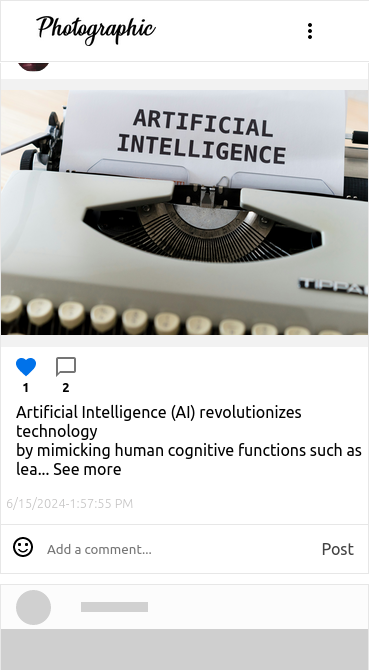 Photographic
ARTIFICIAL
INTELLIGENCE
TIPPA
1
2
Artificial Intelligence (AI) revolutionizes
technology
by mimicking human cognitive functions such as
lea... See more
6/15/2024-1:57:55 PM
Add a comment...
Post